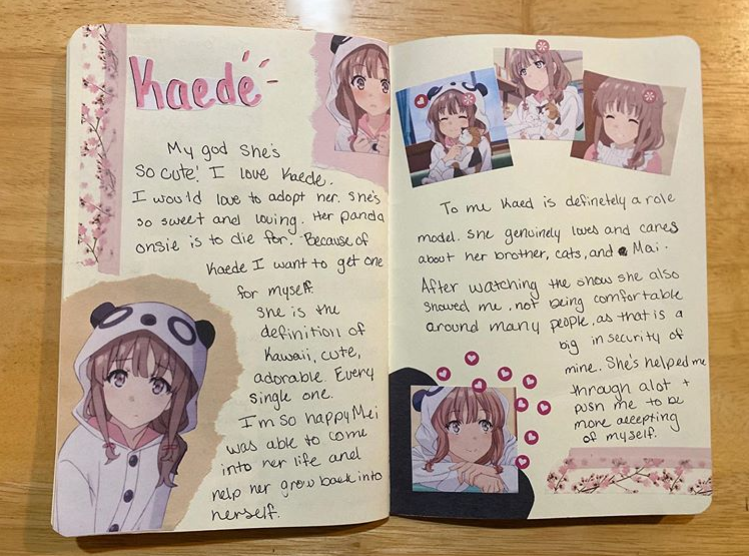 Kaede
My god she's
so cute! I love Kaede.
I would love to adopt her. She's
so sweet and loving. Her panda
onsie is to die for. Because of
Kaede I want to get one
for myself.
she is the
definition of
Kawaii, cute,
adorable. Every
single one.
I'm so happy Mei
was able to come
into her life and
help her grow back into
herself.
To me Kaed is definetely a role
model. She genuinely loves and cares
about her brother, cats, and Mai.
After watching the show she also
showed me, not being comfortable
around many people, as that is a
big in security of
mine. She's helped me
through alot +
push me to be
more accepting
of myself.